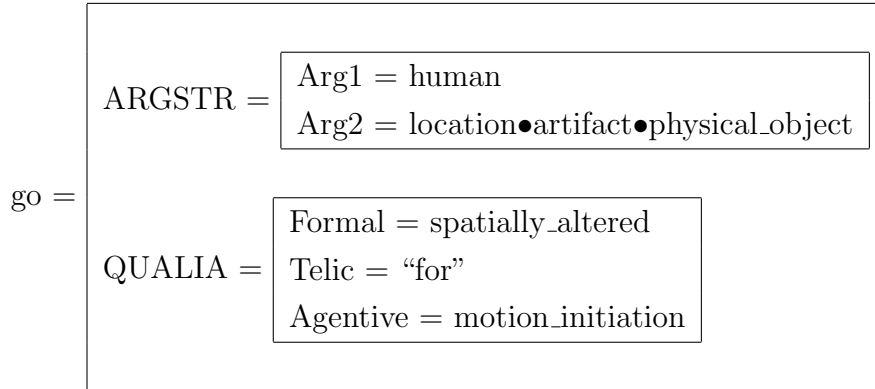 go =
ARGSTR =
Arg1 = human
Arg2 = location•artifact•physical_object
QUALIA =
Formal = spatially_altered
Telic = “for”
Agentive = motion_initiation